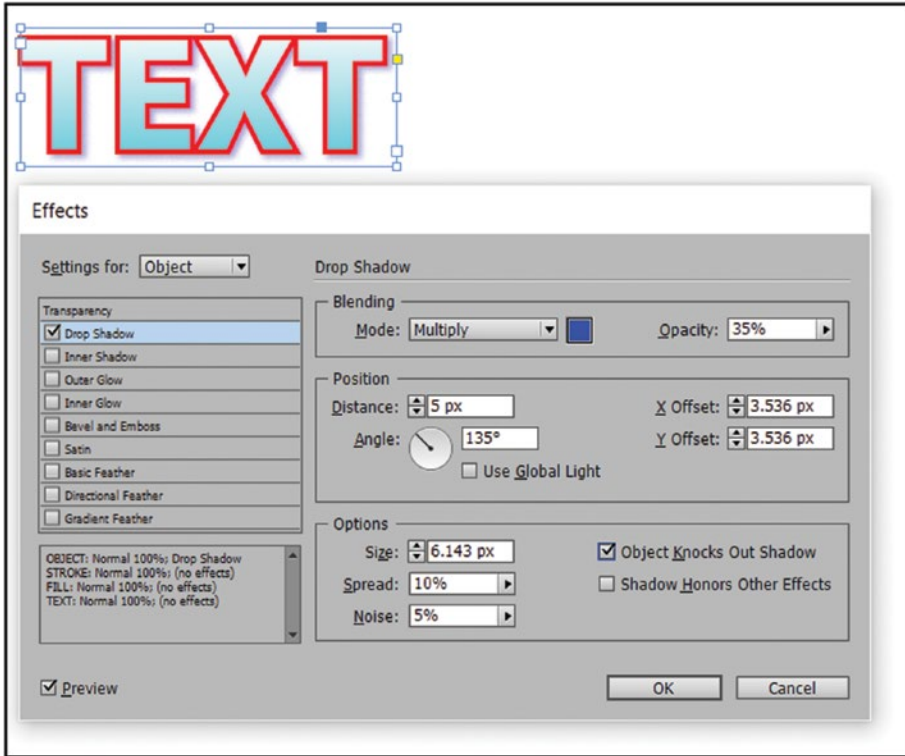 TEXT
Effects
Settings for: Object
Drop Shadow
Transparency
Drop Shadow
Inner Shadow
Outer Glow
Inner Glow
Bevel and Emboss
Satin
Basic Feather
Directional Feather
Gradient Feather
OBJECT: Normal 100%; Drop Shadow
STROKE: Normal 100%; (no effects)
FILL: Normal 100%; (no effects)
TEXT: Normal 100%; (no effects)
Blending
Mode: Multiply Opacity: 35%
Position
Distance: 5 px X Offset: 3.536 px
Angle: 135° Y Offset: 3.536 px
Use Global Light
Options
Size: 6.143 px Object Knocks Out Shadow
Spread: 10% Shadow Honors Other Effects
Noise: 5%
Preview
OK Cancel